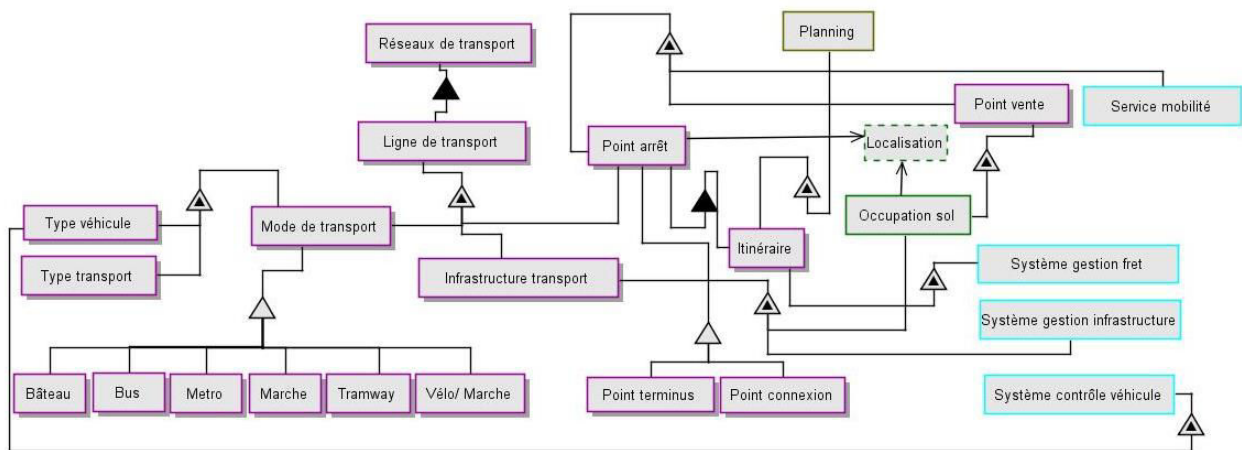 Planning
Réseaux de transport
Point vente
Service mobilité
Ligne de transport
Point arrêt
Localisation
Type véhicule
Mode de transport
Occupation sol
Itinéraire
Type transport
Infrastructure transport
Système gestion fret
Système gestion infrastructure
Bâteau
Bus
Metro
Marche
Tramway
Vélo/ Marche
Point terminus
Point connexion
Système contrôle véhicule